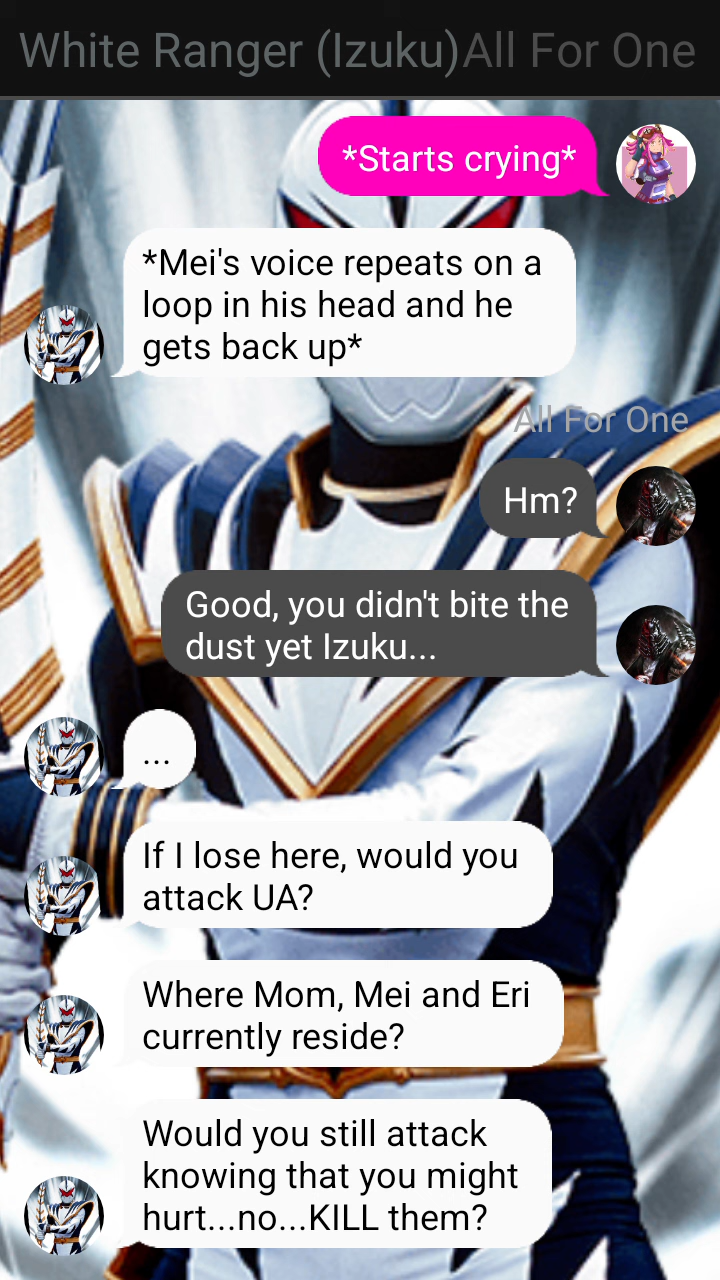 White Ranger (Izuku)All For One
*Starts crying*
*Mei's voice repeats on a
loop in his head and he
gets back up*
All For One
Hm?
Good, you didn't bite the
dust yet Izuku...
...
If I lose here, would you
attack UA?
Where Mom, Mei and Eri
currently reside?
Would you still attack
knowing that you might
hurt...no...KILL them?